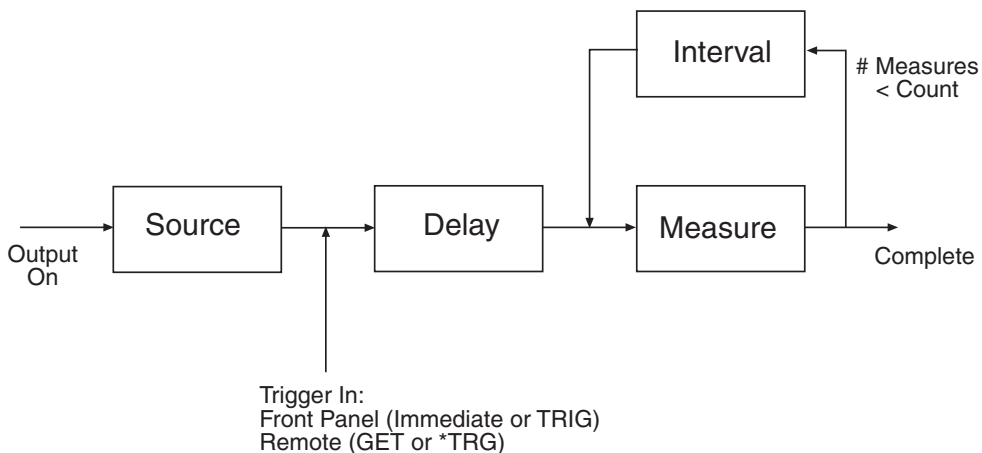 Interval
# Measures
< Count
Source
Delay
Measure
Output
On
Complete
Trigger In:
Front Panel (Immediate or TRIG)
Remote (GET or *TRG)